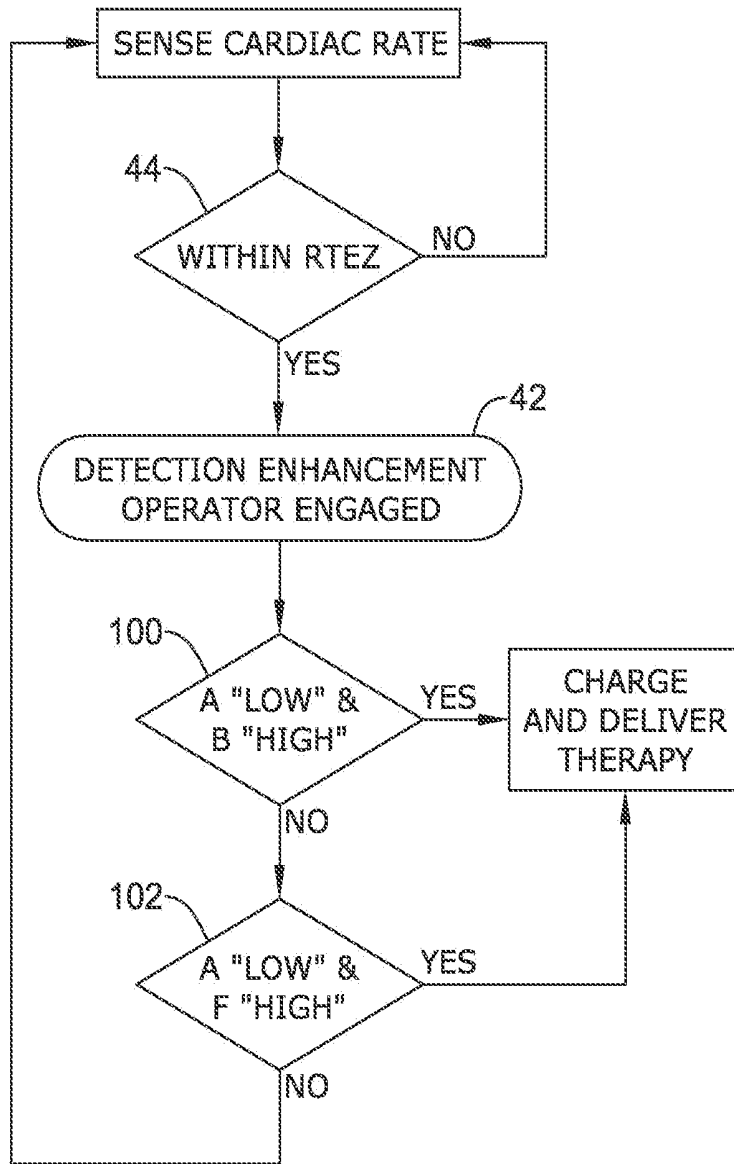 SENSE CARDIAC RATE
44
WITHIN RTEZ
NO
YES
42
DETECTION ENHANCEMENT
OPERATOR ENGAGED
100
A "LOW" &
B "HIGH"
YES
CHARGE
AND DELIVER
THERAPY
NO
102
A "LOW" &
F "HIGH"
YES
NO